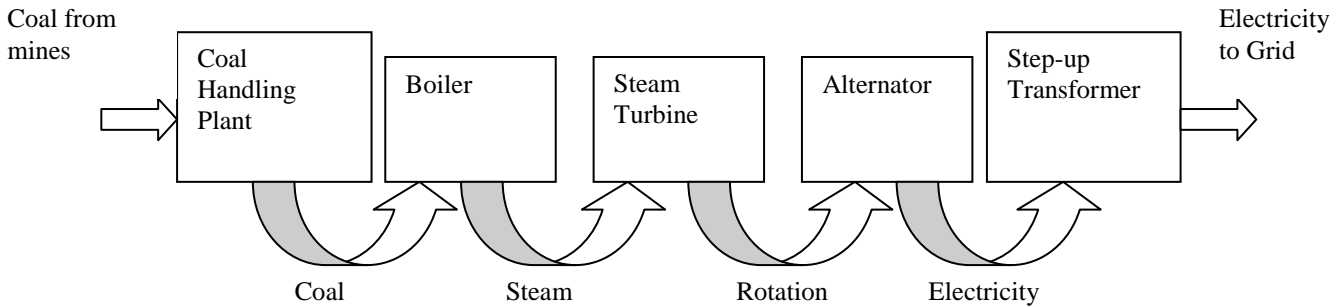 Coal from
mines
Coal
Handling
Plant
Boiler
Steam
Turbine
Alternator
Step-up
Transformer
Electricity
to Grid
Coal
Steam
Rotation
Electricity